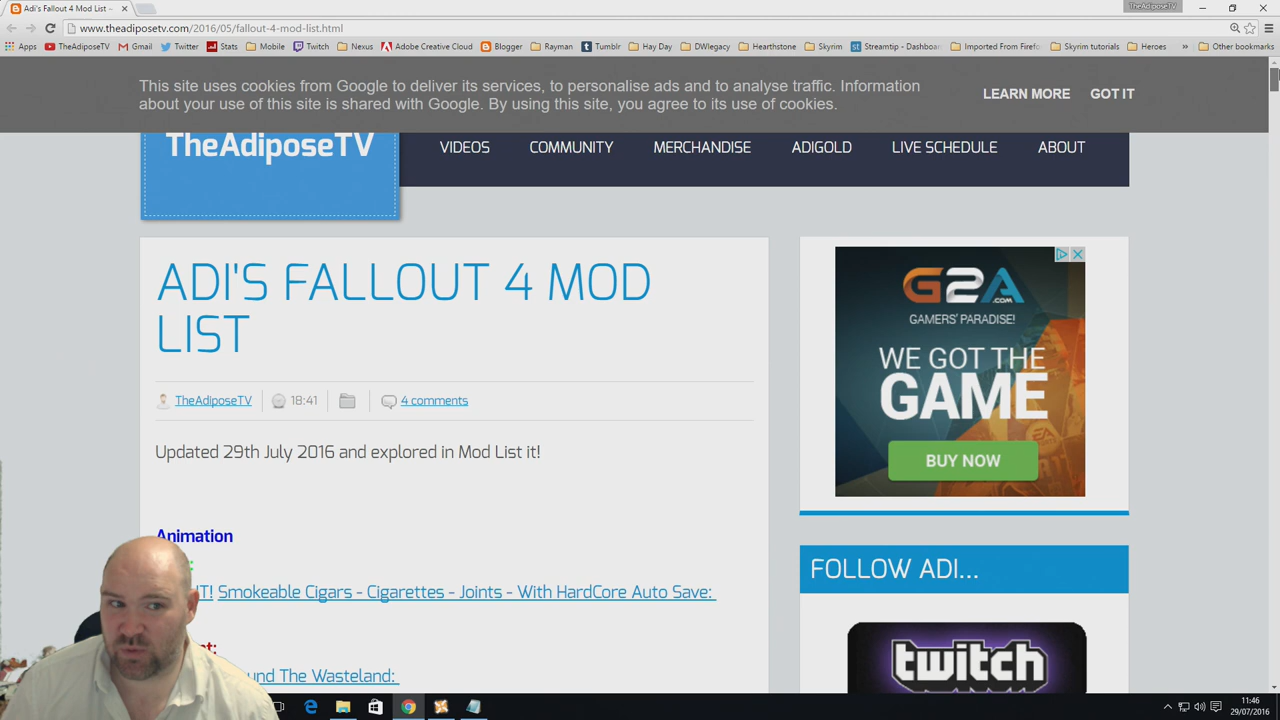 Adi's Fallout 4 Mod List –
TheAdiposeTV
www.theadiposetv.com/2016/05/fallout-4-mod-list.html
Apps TheAdiposeTV Gmail Twitter Stats Mobile Twitch Nexus Adobe Creative Cloud Blogger Rayman Tumblr Hay Day DWlegacy Hearthstone Skyrim Streamtip - Dashboa Imported From Firefo Skyrim tutorials Heroes » Other bookmarks
This site uses cookies from Google to deliver its services, to personalise ads and to analyse traffic. Information
about your use of this site is shared with Google. By using this site, you agree to its use of cookies.
LEARN MORE GOT IT
TheAdiposeTV
VIDEOS COMMUNITY MERCHANDISE ADIGOLD LIVE SCHEDULE ABOUT
ADI'S FALLOUT 4 MOD
LIST
TheAdiposeTV 18:41 4 comments
Updated 29th July 2016 and explored in Mod List it!
Animation
T! Smokeable Cigars - Cigarettes - Joints - With HardCore Auto Save:
t:
und The Wasteland:
G2A.COM
GAMERS' PARADISE!
WE GOT THE
GAME
EA SPORTS
BUY NOW
FOLLOW ADI...
twitch
11:46
29/07/2016